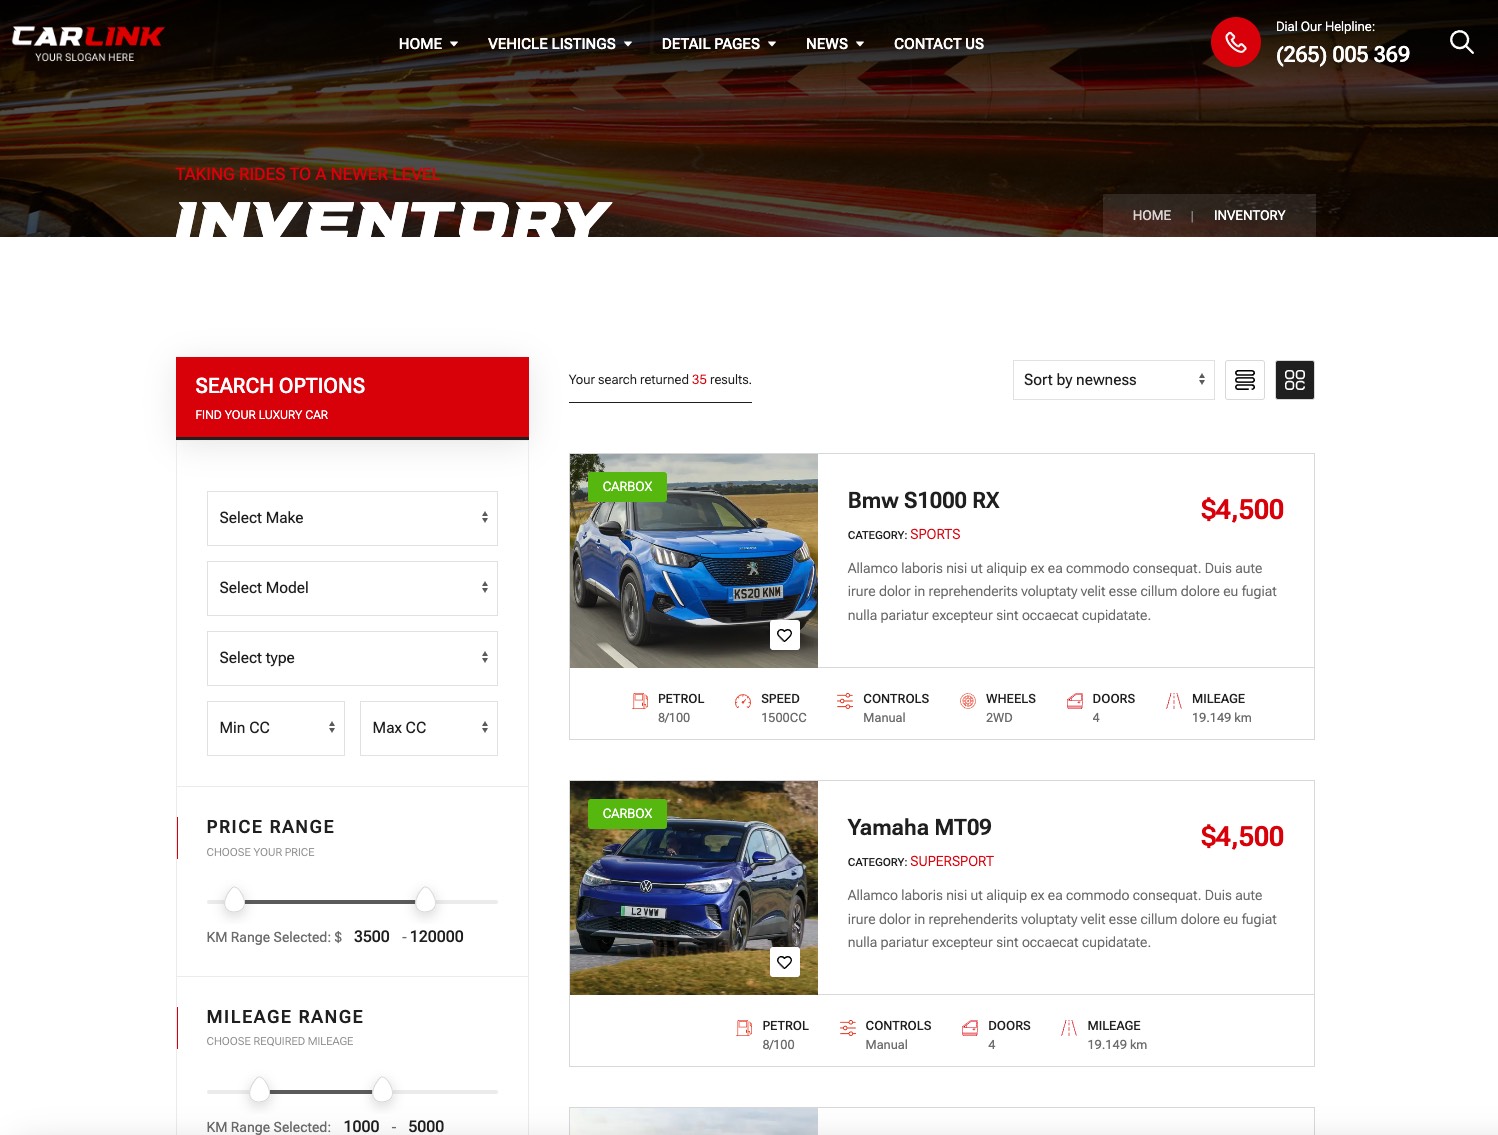 CARLINK
YOUR SLOGAN HERE
HOME
VEHICLE LISTINGS
DETAIL PAGES
NEWS
CONTACT US
Dial Our Helpline:
(265) 005 369
TAKING RIDES TO A NEWER LEVEL
INVENTORY
HOME | INVENTORY
SEARCH OPTIONS
FIND YOUR LUXURY CAR
Select Make
Select Model
Select type
Min CC
Max CC
PRICE RANGE
CHOOSE YOUR PRICE
KM Range Selected: $ 3500 - 120000
MILEAGE RANGE
CHOOSE REQUIRED MILEAGE
KM Range Selected: 1000 - 5000
Your search returned 35 results.
Sort by newness
CARBOX
KS20 KNM
Bmw S1000 RX
$4,500
CATEGORY: SPORTS
Allamco laboris nisi ut aliquip ex ea commodo consequat. Duis aute
irure dolor in reprehenderits voluptaty velit esse cillum dolore eu fugiat
nulla pariatur excepteur sint occaecat cupidatate.
PETROL
8/100
SPEED
1500CC
CONTROLS
Manual
WHEELS
2WD
DOORS
4
MILEAGE
19.149 km
CARBOX
L2 VWW
Yamaha MT09
$4,500
CATEGORY: SUPERSPORT
Allamco laboris nisi ut aliquip ex ea commodo consequat. Duis aute
irure dolor in reprehenderits voluptaty velit esse cillum dolore eu fugiat
nulla pariatur excepteur sint occaecat cupidatate.
PETROL
8/100
CONTROLS
Manual
DOORS
4
MILEAGE
19.149 km